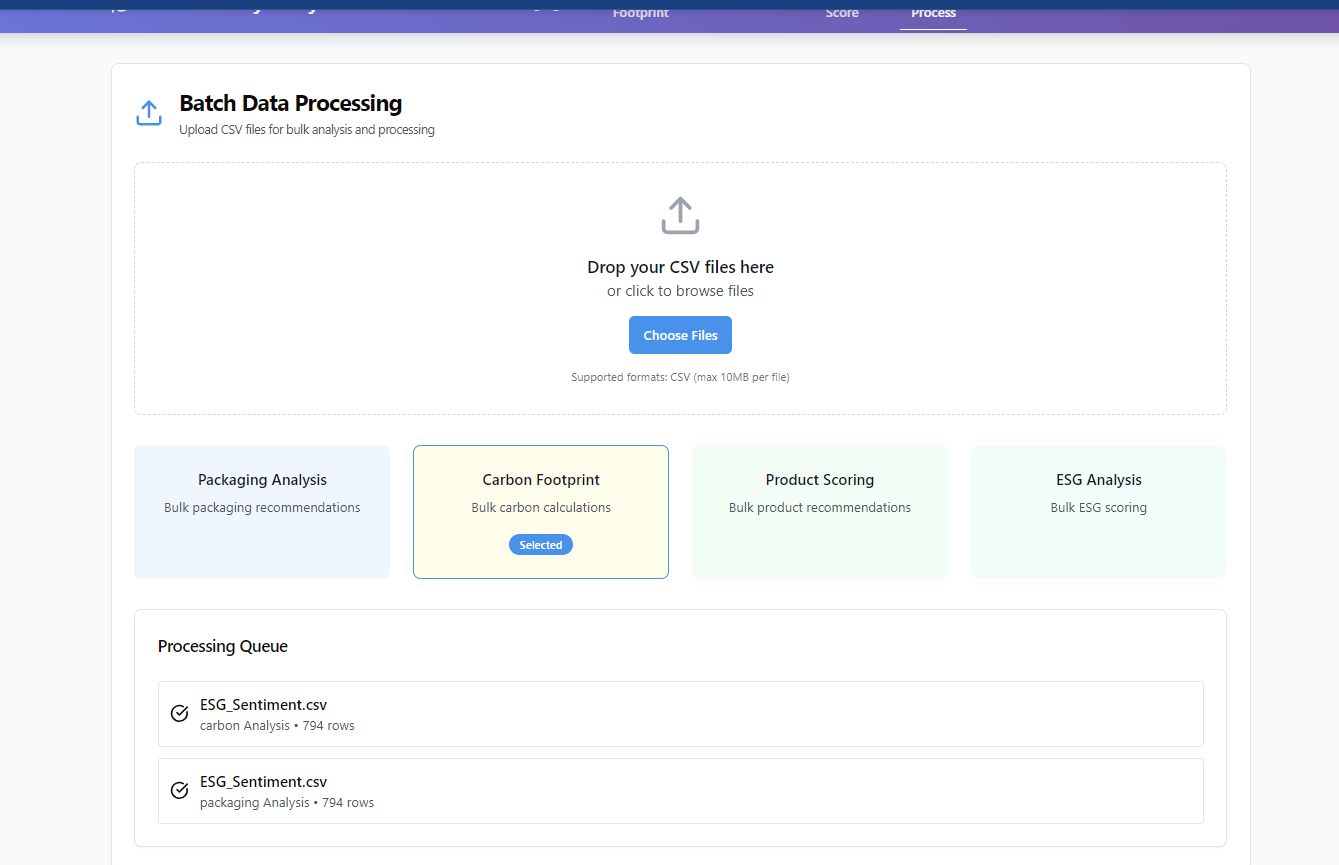 Footprint
Score
Process
Batch Data Processing
Upload CSV files for bulk analysis and processing
Drop your CSV files here
or click to browse files
Choose Files
Supported formats: CSV (max 10MB per file)
Packaging Analysis
Bulk packaging recommendations
Carbon Footprint
Bulk carbon calculations
Selected
Product Scoring
Bulk product recommendations
ESG Analysis
Bulk ESG scoring
Processing Queue
ESG_Sentiment.csv
carbon Analysis • 794 rows
ESG_Sentiment.csv
packaging Analysis • 794 rows